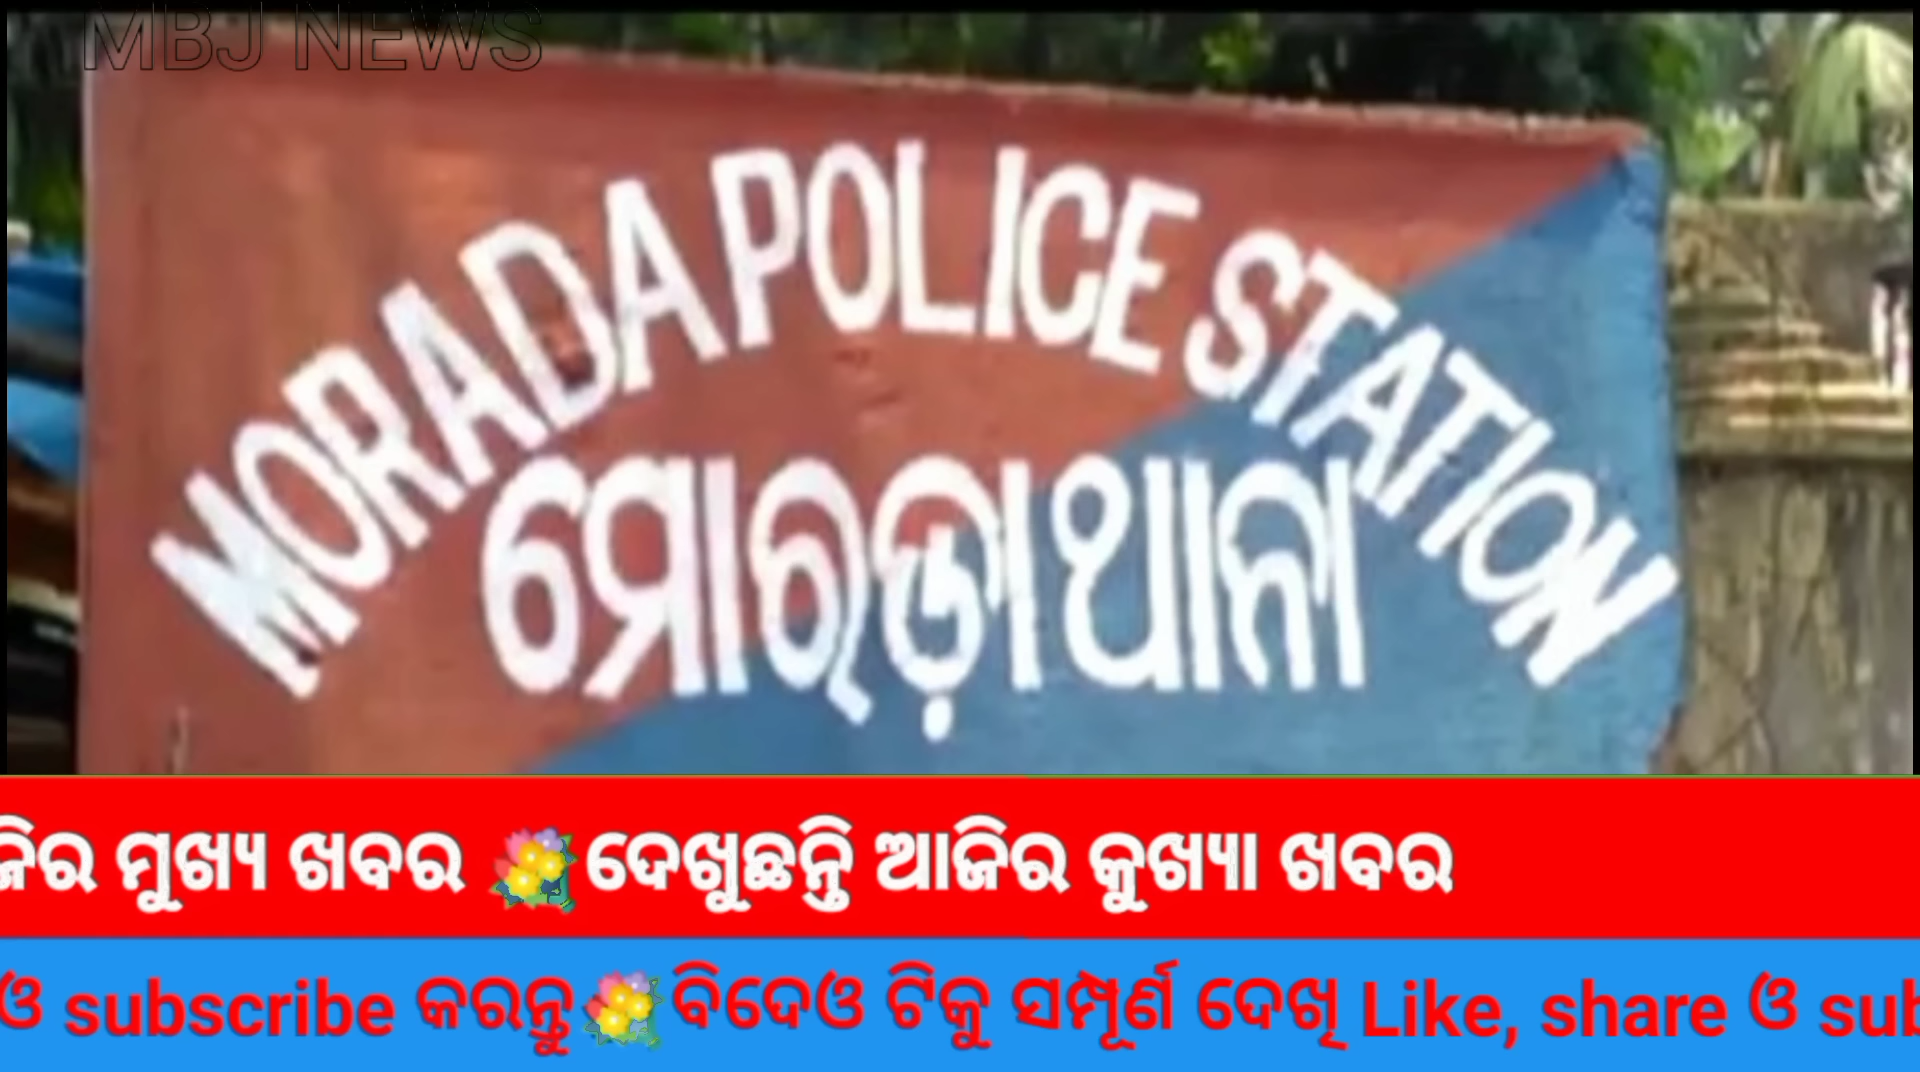 MBJ NEWS
MORADA POLICE STATION
ମୋରଡ଼ା ଥାନା
ଜିର ମୁଖ୍ୟ ଖବର 💐ଦେଖୁଛନ୍ତି ଆଜିର କୁଖ୍ୟା ଖବର
ଓ subscribe କରନ୍ତୁ💐ବିଦେଓ ଟିକୁ ସମ୍ପୂର୍ଣ ଦେଖି Like, share ଓ sub